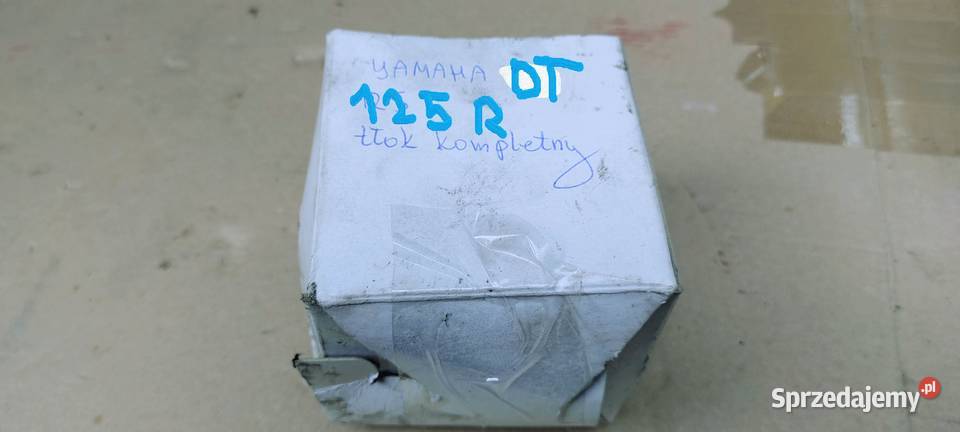 YAMAHA DT
125 R
tłok kompletny
Sprzedajemy.pl